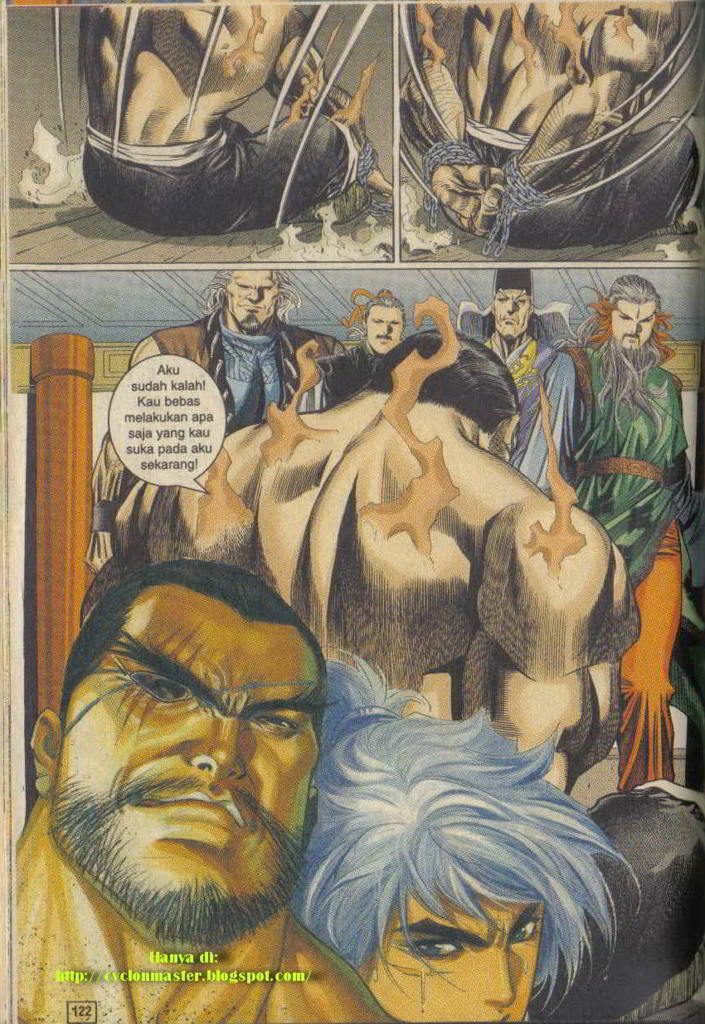 Aku
sudah kalah!
Kau bebas
melakukan apa
saja yang kau
suka pada aku
sekarang!
Hanya di:
http://cyclonmaster.blogspot.com/
122